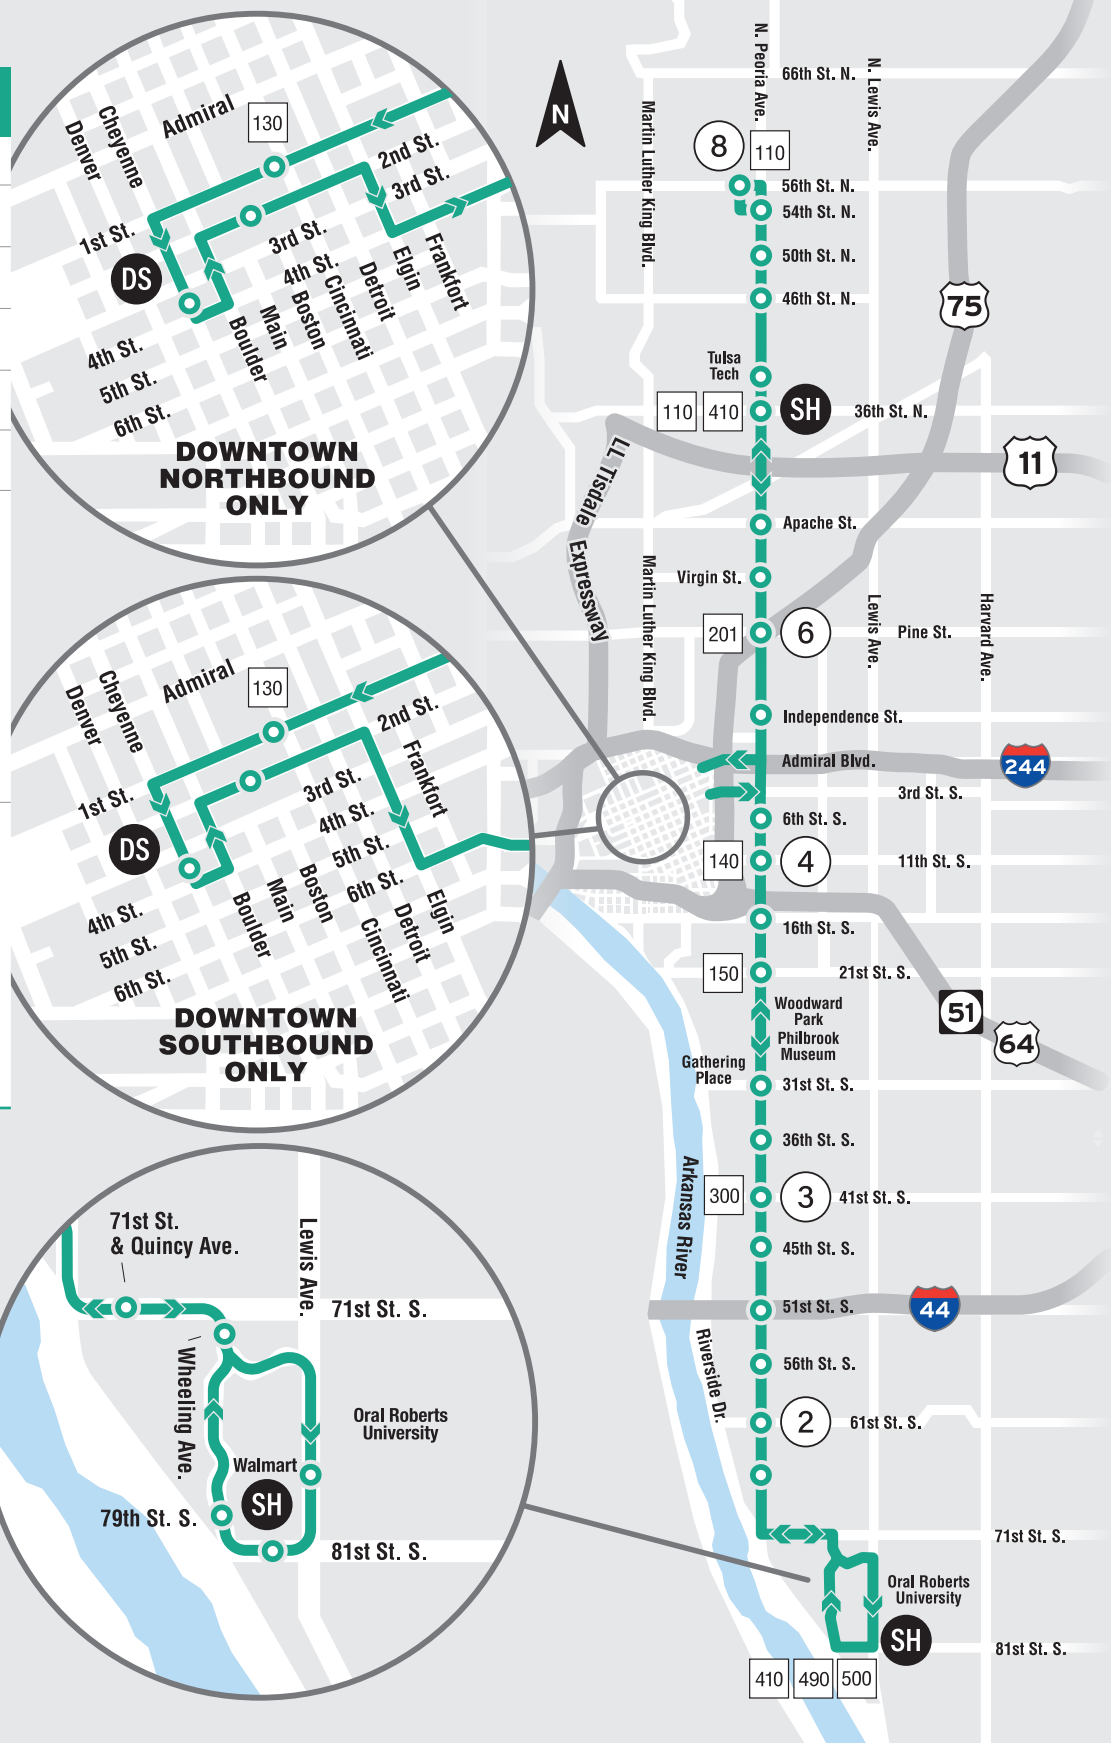 Cheyenne
Denver
Admiral
130
2nd St.
3rd St.
1st St.
DS
3rd St.
4th St.
Frankfort
Elgin
Detroit
Cincinnati
Boston
Main
Boulder
4th St.
5th St.
6th St.
DOWNTOWN
NORTHBOUND
ONLY
Cheyenne
Denver
Admiral
130
2nd St.
Frankfort
1st St.
DS
3rd St.
4th St.
5th St.
6th St.
Elgin
Detroit
Cincinnati
Boston
Main
Boulder
4th St.
5th St.
6th St.
DOWNTOWN
SOUTHBOUND
ONLY
71st St.
& Quincy Ave.
Lewis Ave.
71st St. S.
Wheeling Ave.
Oral Roberts
University
Walmart
SH
79th St. S.
81st St. S.
N
N. Peoria Ave.
66th St. N.
N. Lewis Ave.
Martin Luther King Blvd.
8
110
56th St. N.
54th St. N.
50th St. N.
46th St. N.
75
Tulsa
Tech
110
410
SH
36th St. N.
11
LL Tisdale
Expressway
Apache St.
Virgin St.
Martin Luther King Blvd.
Lewis Ave.
Harvard Ave.
201
6
Pine St.
Independence St.
Admiral Blvd.
244
3rd St. S.
6th St. S.
140
4
11th St. S.
16th St. S.
150
21st St. S.
Woodward
Park
Philbrook
Museum
51
64
Gathering
Place
31st St. S.
36th St. S.
Arkansas River
300
3
41st St. S.
45th St. S.
51st St. S.
44
Riverside Dr.
56th St. S.
2
61st St. S.
71st St. S.
Oral Roberts
University
SH
81st St. S.
410
490
500